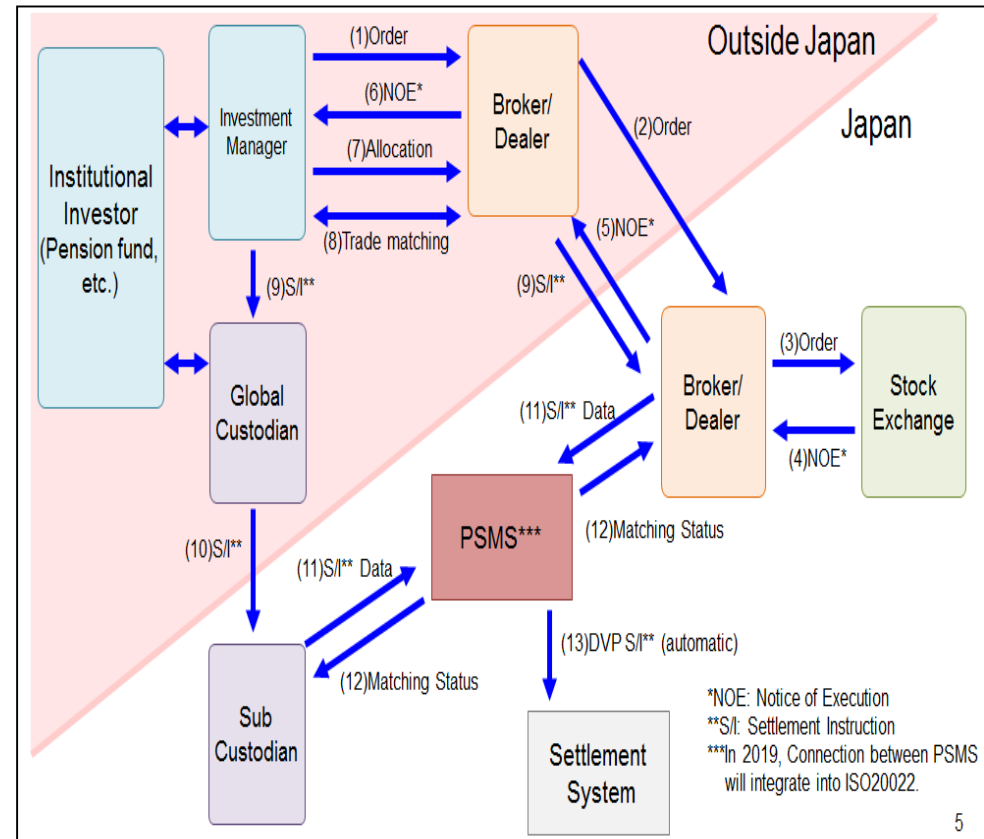 Outside Japan
Japan
Institutional
Investor
(Pension fund,
etc.)
Investment
Manager
(1)Order
(6)NOE*
(7)Allocation
(8)Trade matching
Broker/
Dealer
(2)Order
(5)NOE*
(9)S/I**
(9)S/I**
Global
Custodian
Broker/
Dealer
(3)Order
(4)NOE*
Stock
Exchange
(11)S/I** Data
(12)Matching Status
PSMS***
(10)S/I**
(11)S/I** Data
(12)Matching Status
(13)DVP S/I** (automatic)
Sub
Custodian
Settlement
System
*NOE: Notice of Execution
**S/I: Settlement Instruction
***In 2019, Connection between PSMS
will integrate into ISO20022.
5